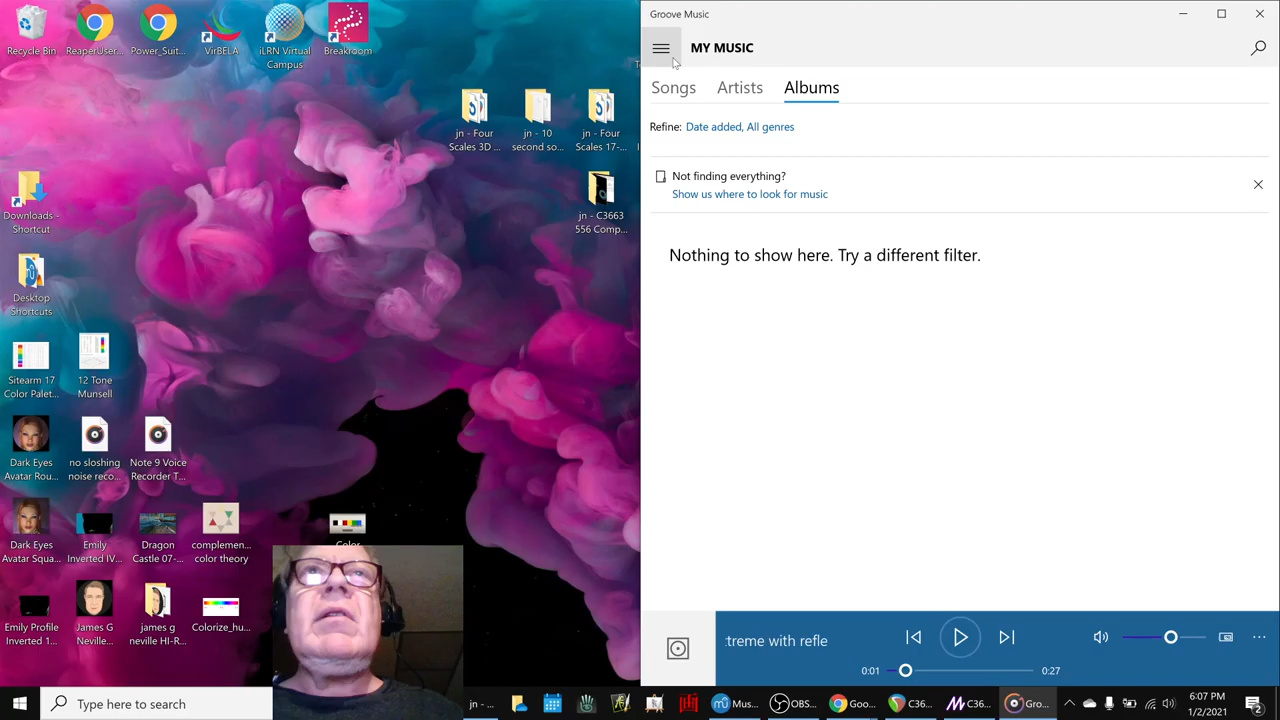 Recycle Bin
ReaperUser...
Power_Suit...
VirBELA
iLRN Virtual
Campus
Breakroom
jn - Four
Scales 3D ...
jn - 10
second so...
jn - Four
Scales 17-...
Downloads -
Shortcut
jn - C3663
556 Comp...
Desktop
Shortcuts
Sitearm 17
Color Palet...
12 Tone
Munsell
Dark Eyes
Avatar Rou...
no sloshing
noise reco...
Note 9 Voice
Recorder T...
Dark Eyes
Avatar Squa...
Emily
Inverted IV...
Dragon
Castle 07-...
complemen...
color theory
Color
Emily Profile
Inverted 1...
James G
Neville...
james g
neville HI-R...
Colorize_hu...
Groove Music
MY MUSIC
Songs Artists Albums
Refine: Date added, All genres
Not finding everything?
Show us where to look for music
Nothing to show here. Try a different filter.
treme with refle
0:01
0:27
Type here to search
jn - ...
Mus...
OBS...
Goo...
C36...
C36...
Gro...
6:07 PM
1/2/2021
2